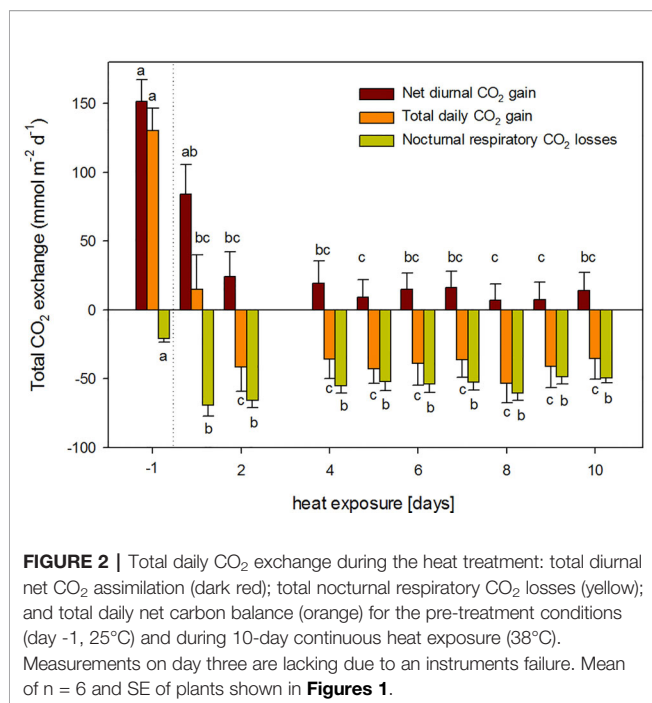 Total CO₂ exchange (mmol m⁻² d⁻¹)
150
100
50
0
-50
-100
Net diurnal CO₂ gain
Total daily CO₂ gain
Nocturnal respiratory CO₂ losses
a
a
a
ab
bc
b
bc
c
b
bc
c
b
c
c
b
bc
c
b
bc
c
b
c
c
b
c
c
b
bc
c
b
-1
2
4
6
8
10
heat exposure [days]
FIGURE 2 | Total daily CO₂ exchange during the heat treatment: total diurnal
net CO₂ assimilation (dark red); total nocturnal respiratory CO₂ losses (yellow);
and total daily net carbon balance (orange) for the pre-treatment conditions
(day -1, 25°C) and during 10-day continuous heat exposure (38°C).
Measurements on day three are lacking due to an instruments failure. Mean
of n = 6 and SE of plants shown in Figures 1.